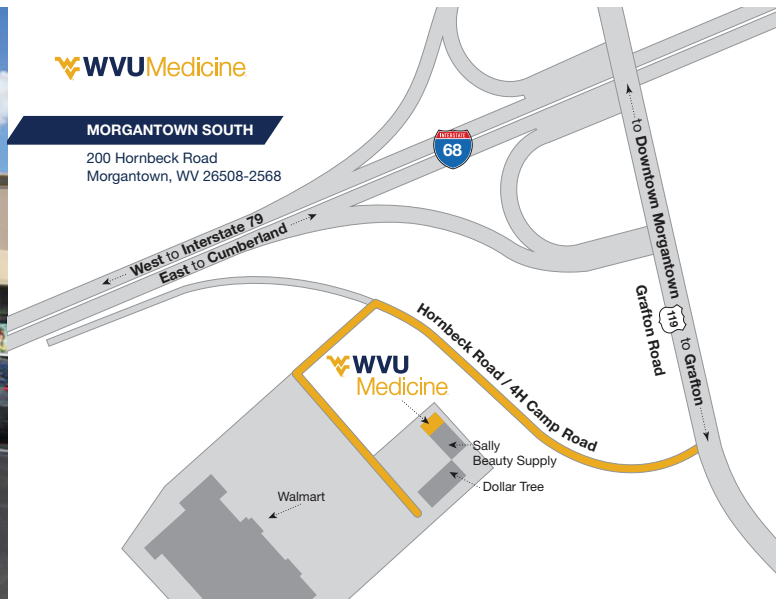 WVUMedicine
MORGANTOWN SOUTH
200 Hornbeck Road
Morgantown, WV 26508-2568
INTERSTATE
68
West to Interstate 79
East to Cumberland
to Downtown Morgantown
119
to Grafton
Grafton Road
Hornbeck Road / 4H Camp Road
WVU
Medicine
Sally
Beauty Supply
Dollar Tree
Walmart